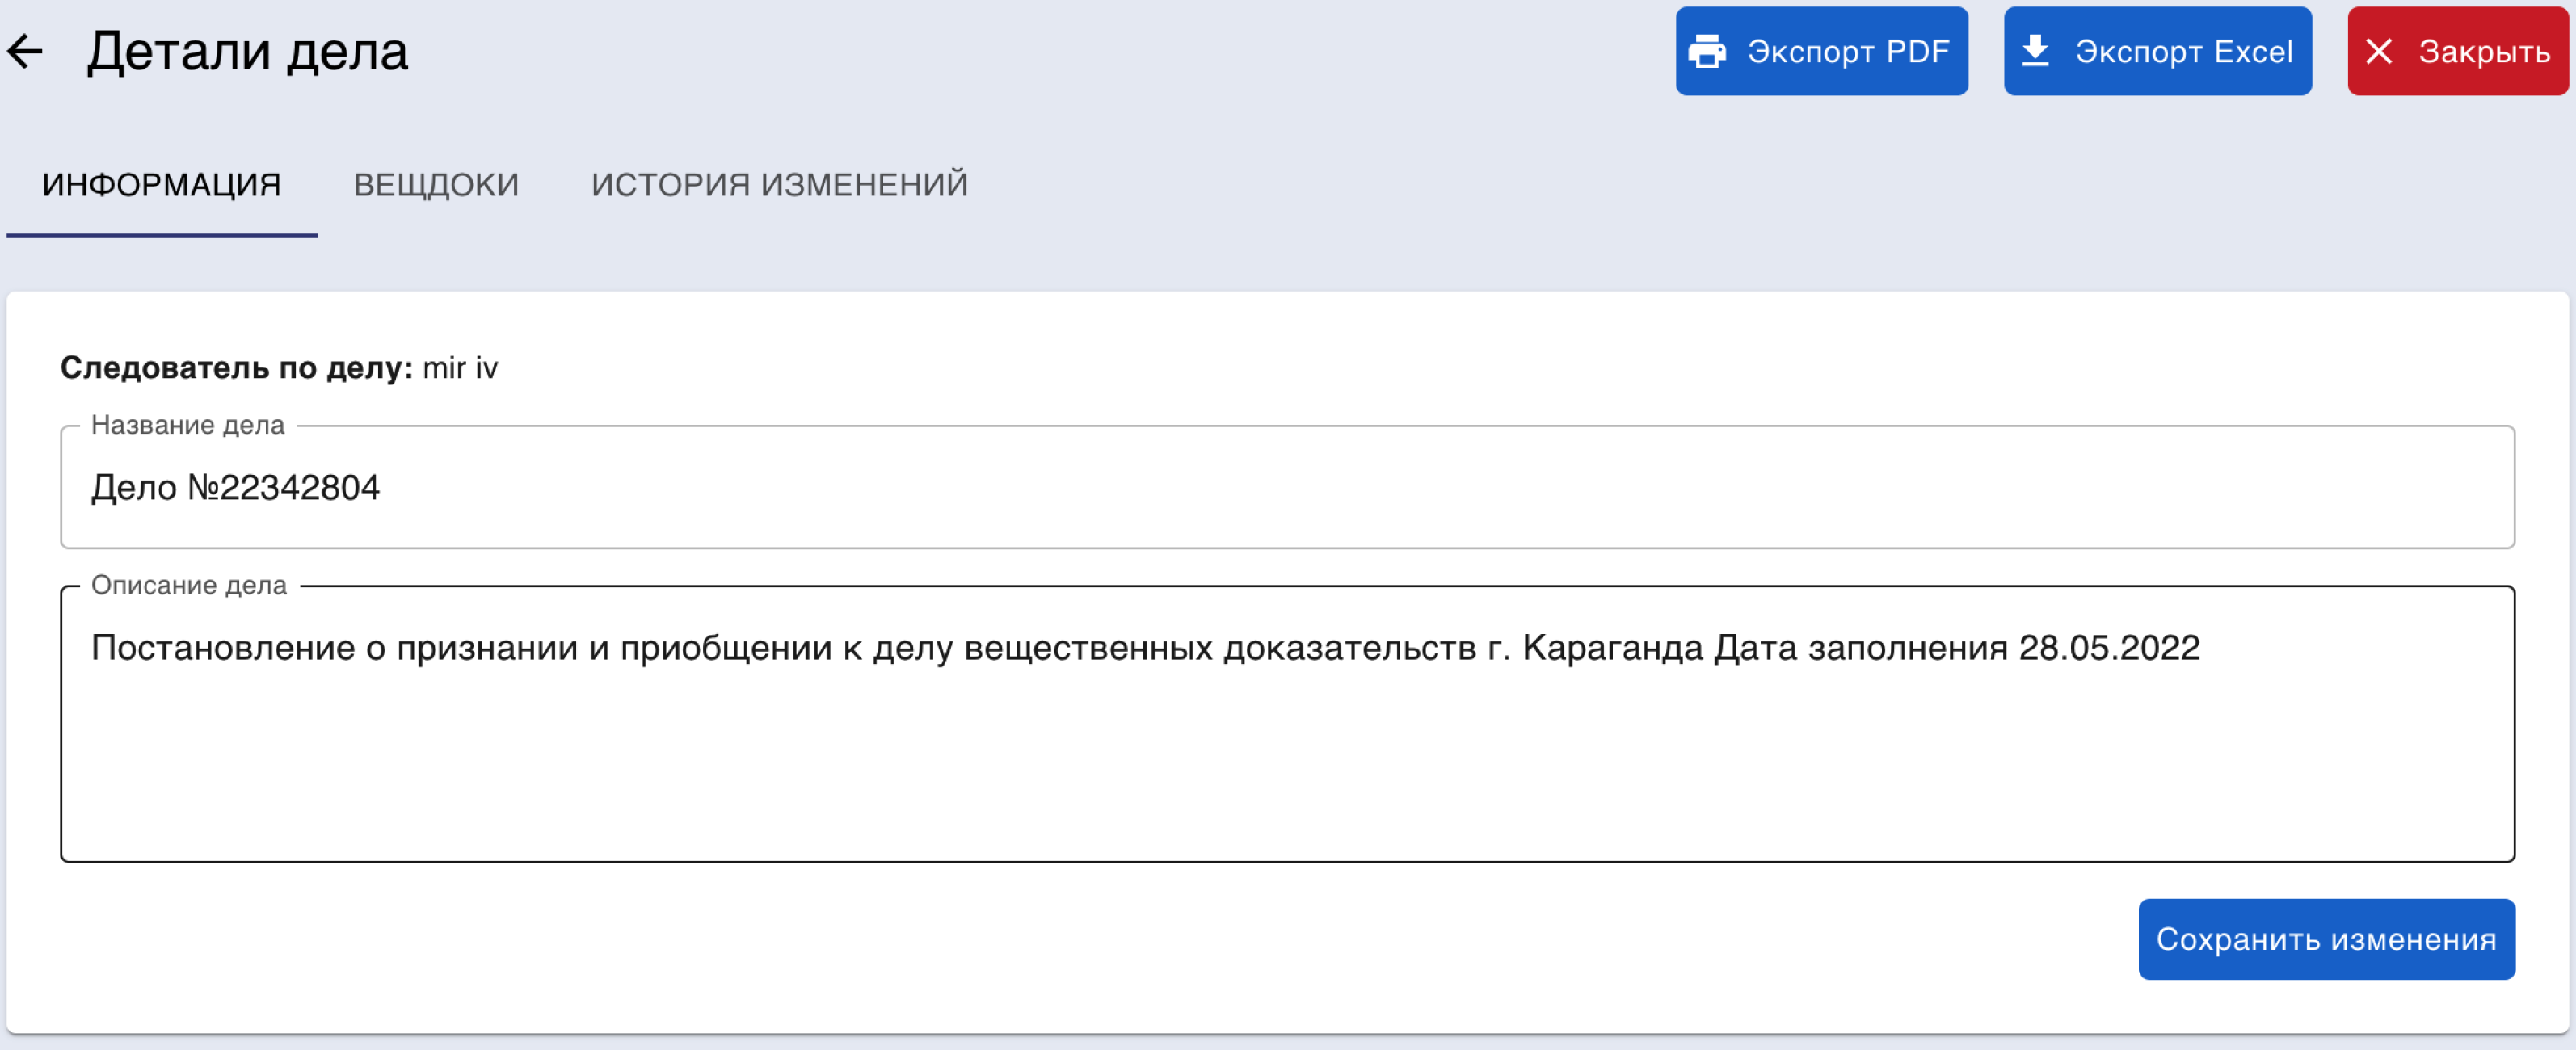 Детали дела
Экспорт PDF
Экспорт Excel
Закрыть
ИНФОРМАЦИЯ
ВЕЩДОКИ
ИСТОРИЯ ИЗМЕНЕНИЙ
Следователь по делу: mir iv
Название дела
Дело №22342804
Описание дела
Постановление о признании и приобщении к делу вещественных доказательств г. Караганда Дата заполнения 28.05.2022
Сохранить изменения